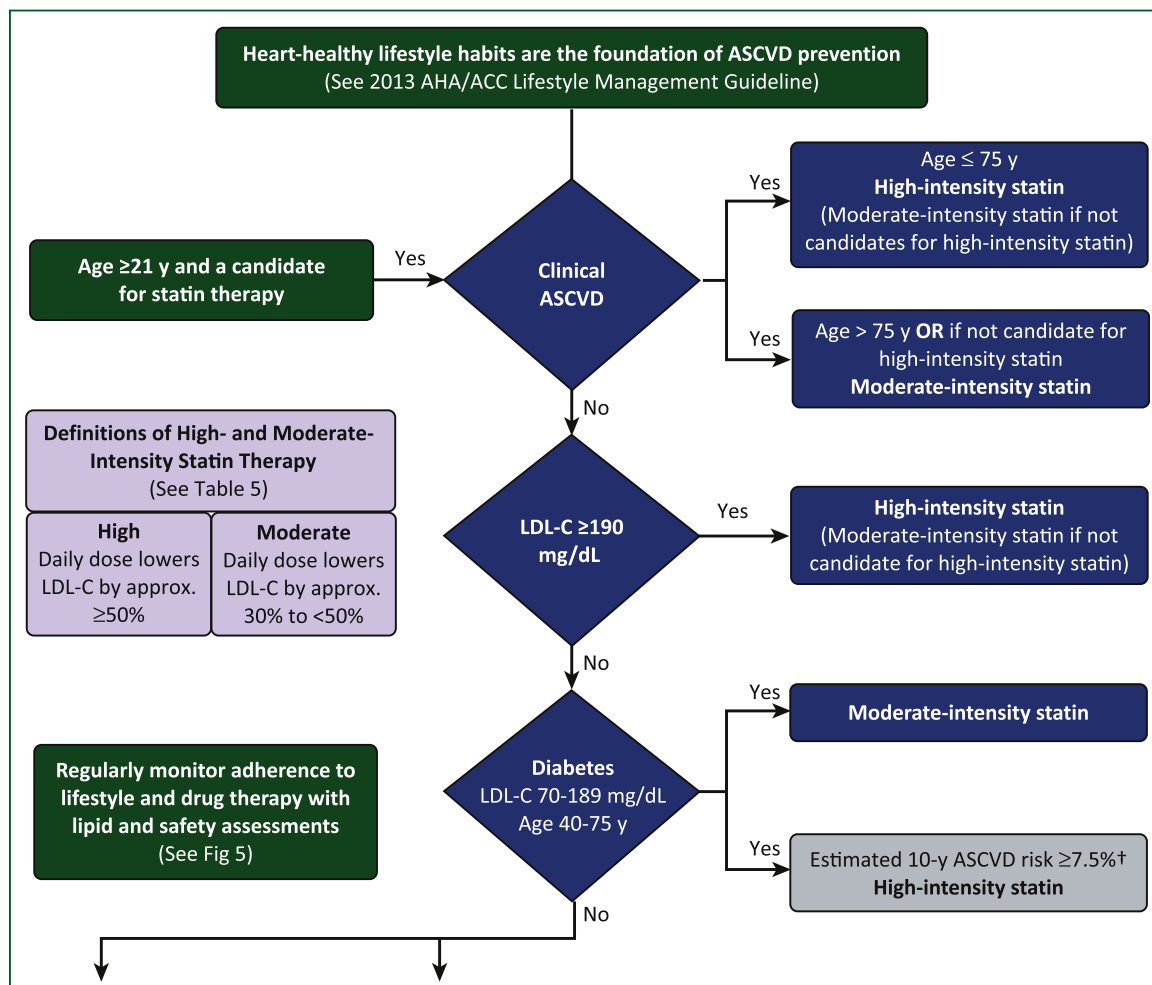 Heart-healthy lifestyle habits are the foundation of ASCVD prevention
(See 2013 AHA/ACC Lifestyle Management Guideline)
Age ≤ 75 y
High-intensity statin
(Moderate-intensity statin if not
candidates for high-intensity statin)
Yes
Age ≥21 y and a candidate
for statin therapy
Yes
Clinical
ASCVD
Yes
Age > 75 y OR if not candidate for
high-intensity statin
Moderate-intensity statin
No
Definitions of High- and Moderate-
Intensity Statin Therapy
(See Table 5)
High
Daily dose lowers
LDL-C by approx.
≥50%
Moderate
Daily dose lowers
LDL-C by approx.
30% to <50%
LDL-C ≥190
mg/dL
Yes
High-intensity statin
(Moderate-intensity statin if not
candidate for high-intensity statin)
No
Yes
Moderate-intensity statin
Regularly monitor adherence to
lifestyle and drug therapy with
lipid and safety assessments
(See Fig 5)
Diabetes
LDL-C 70-189 mg/dL
Age 40-75 y
Yes
Estimated 10-y ASCVD risk ≥7.5%†
High-intensity statin
No